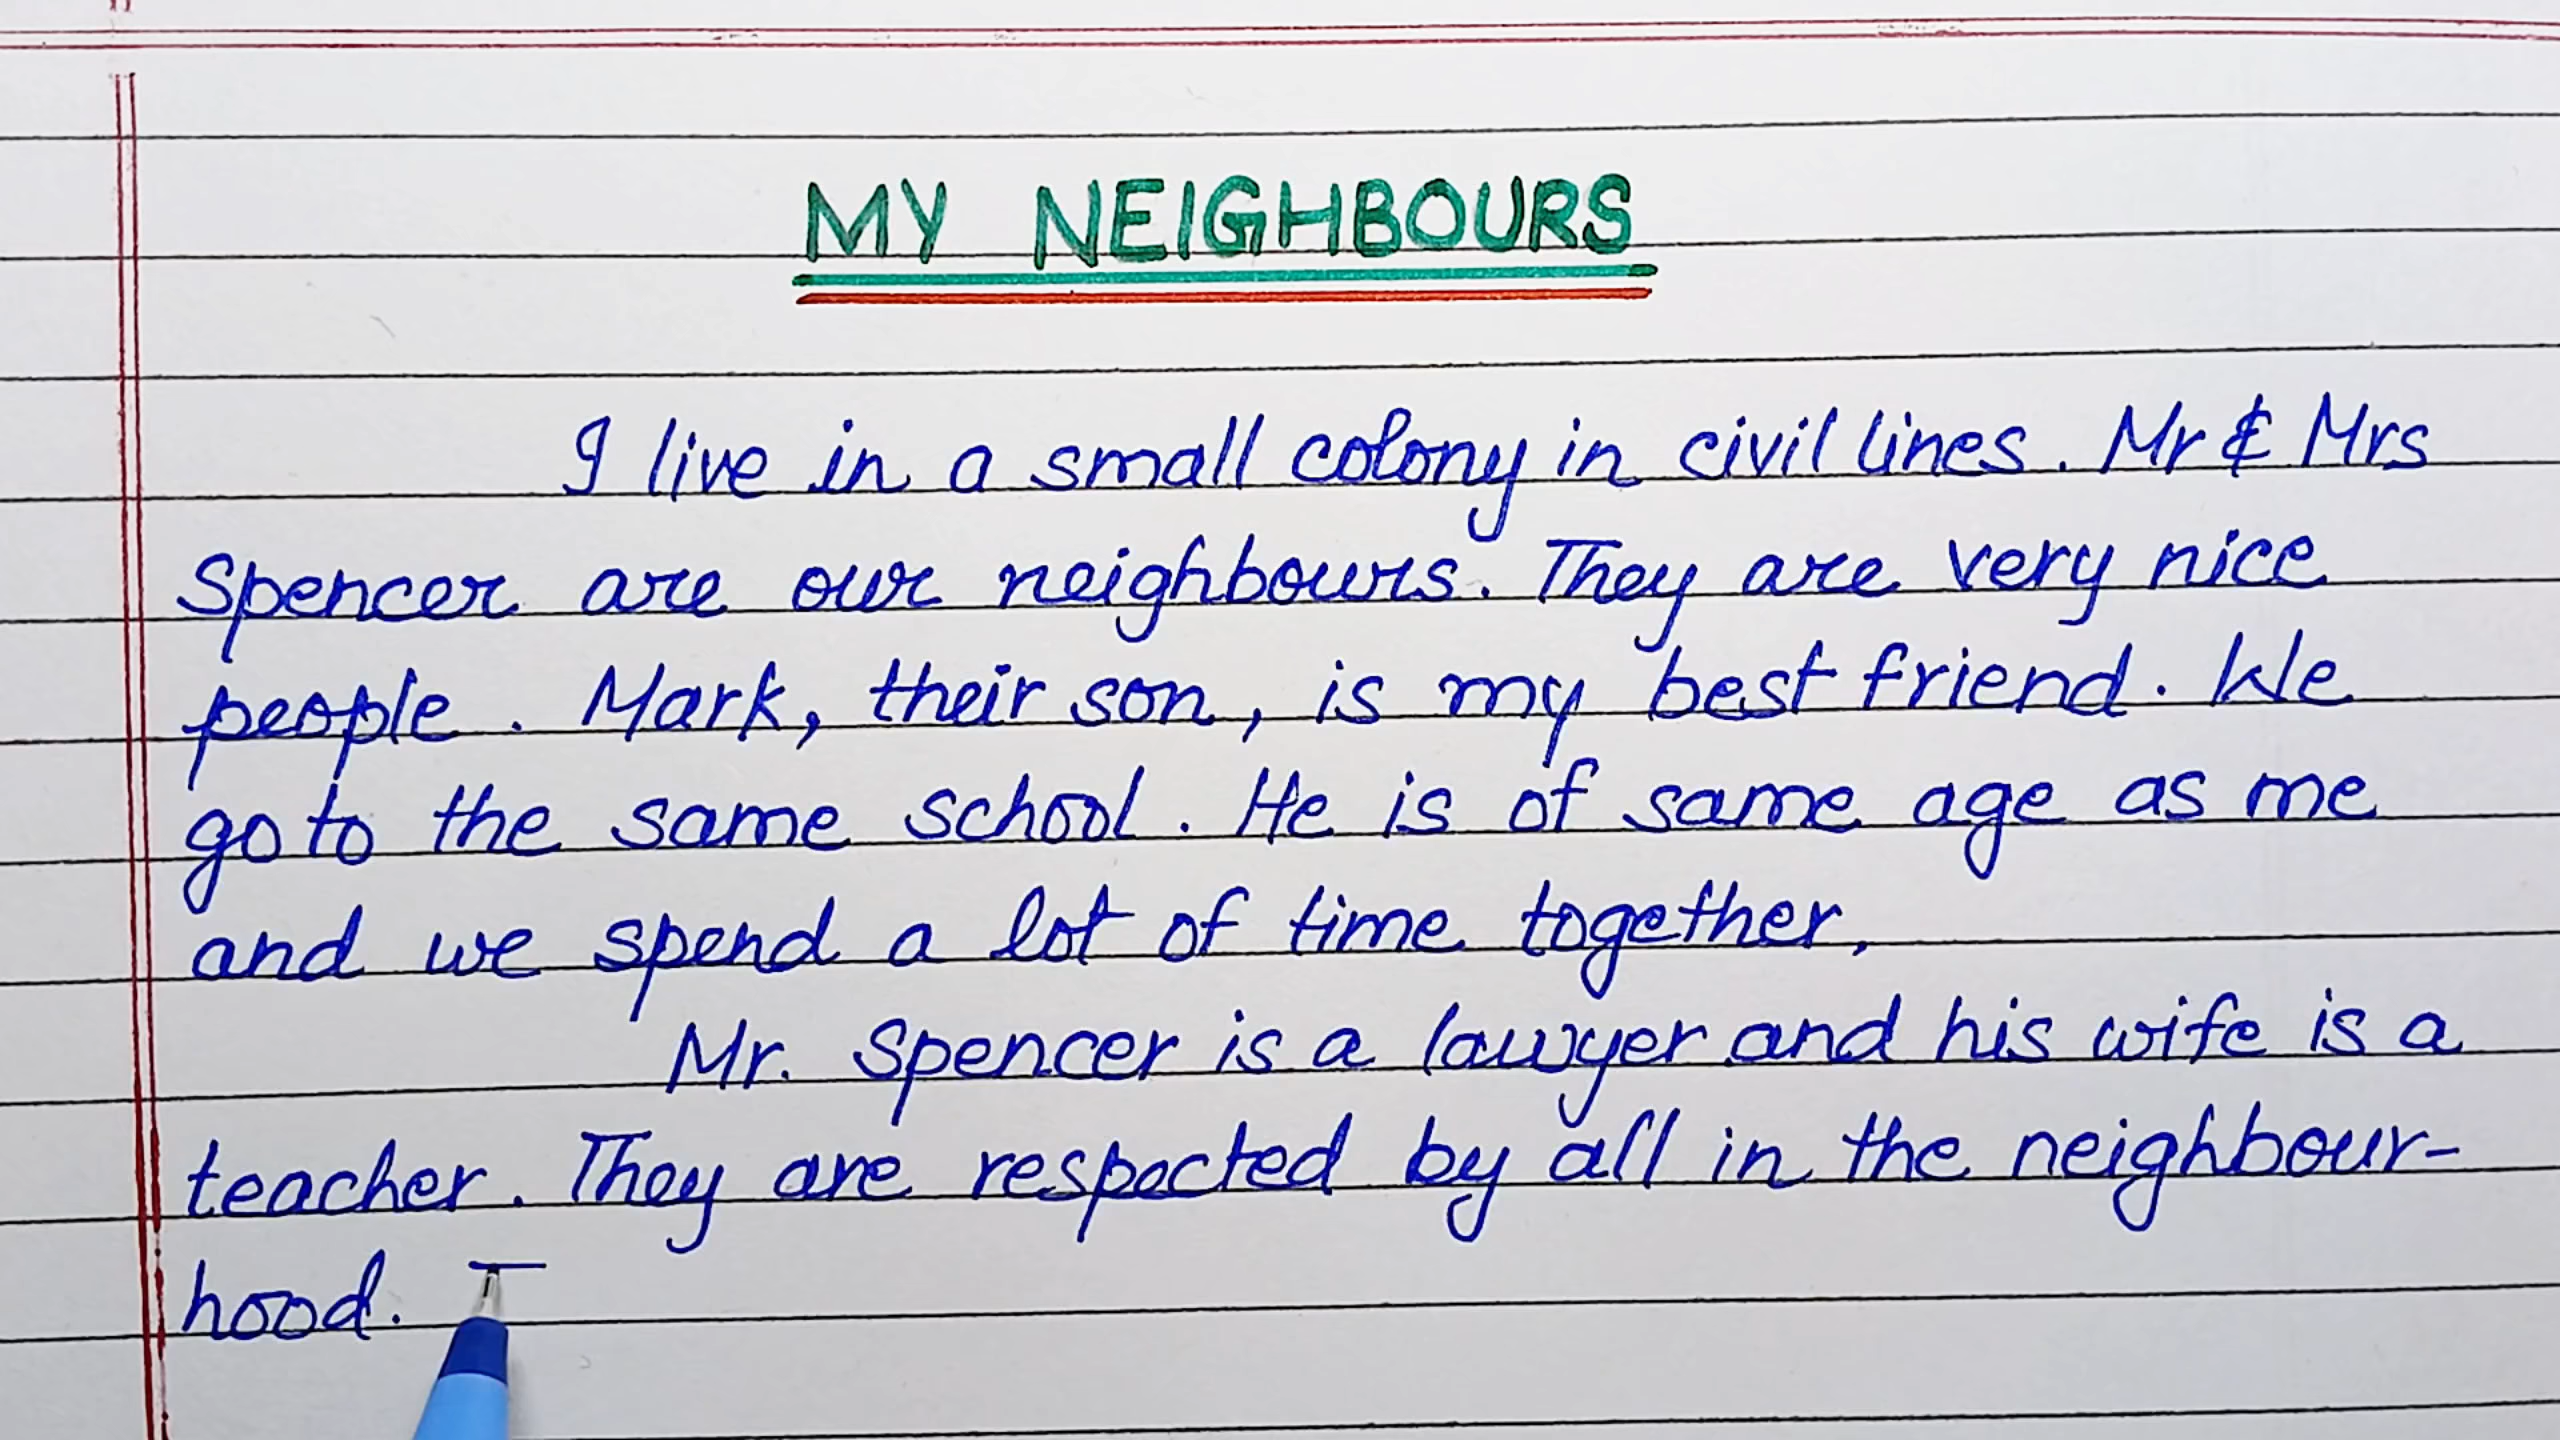 MY NEIGHBOURS
I live in a small colony in civil lines. Mr & Mrs
Spencer are our neighbours. They are very nice
people. Mark, their son, is my best friend. We
go to the same school. He is of same age as me
and we spend a lot of time together.
Mr. Spencer is a lawyer and his wife is a
teacher. They are respected by all in the neighbour-
hood.